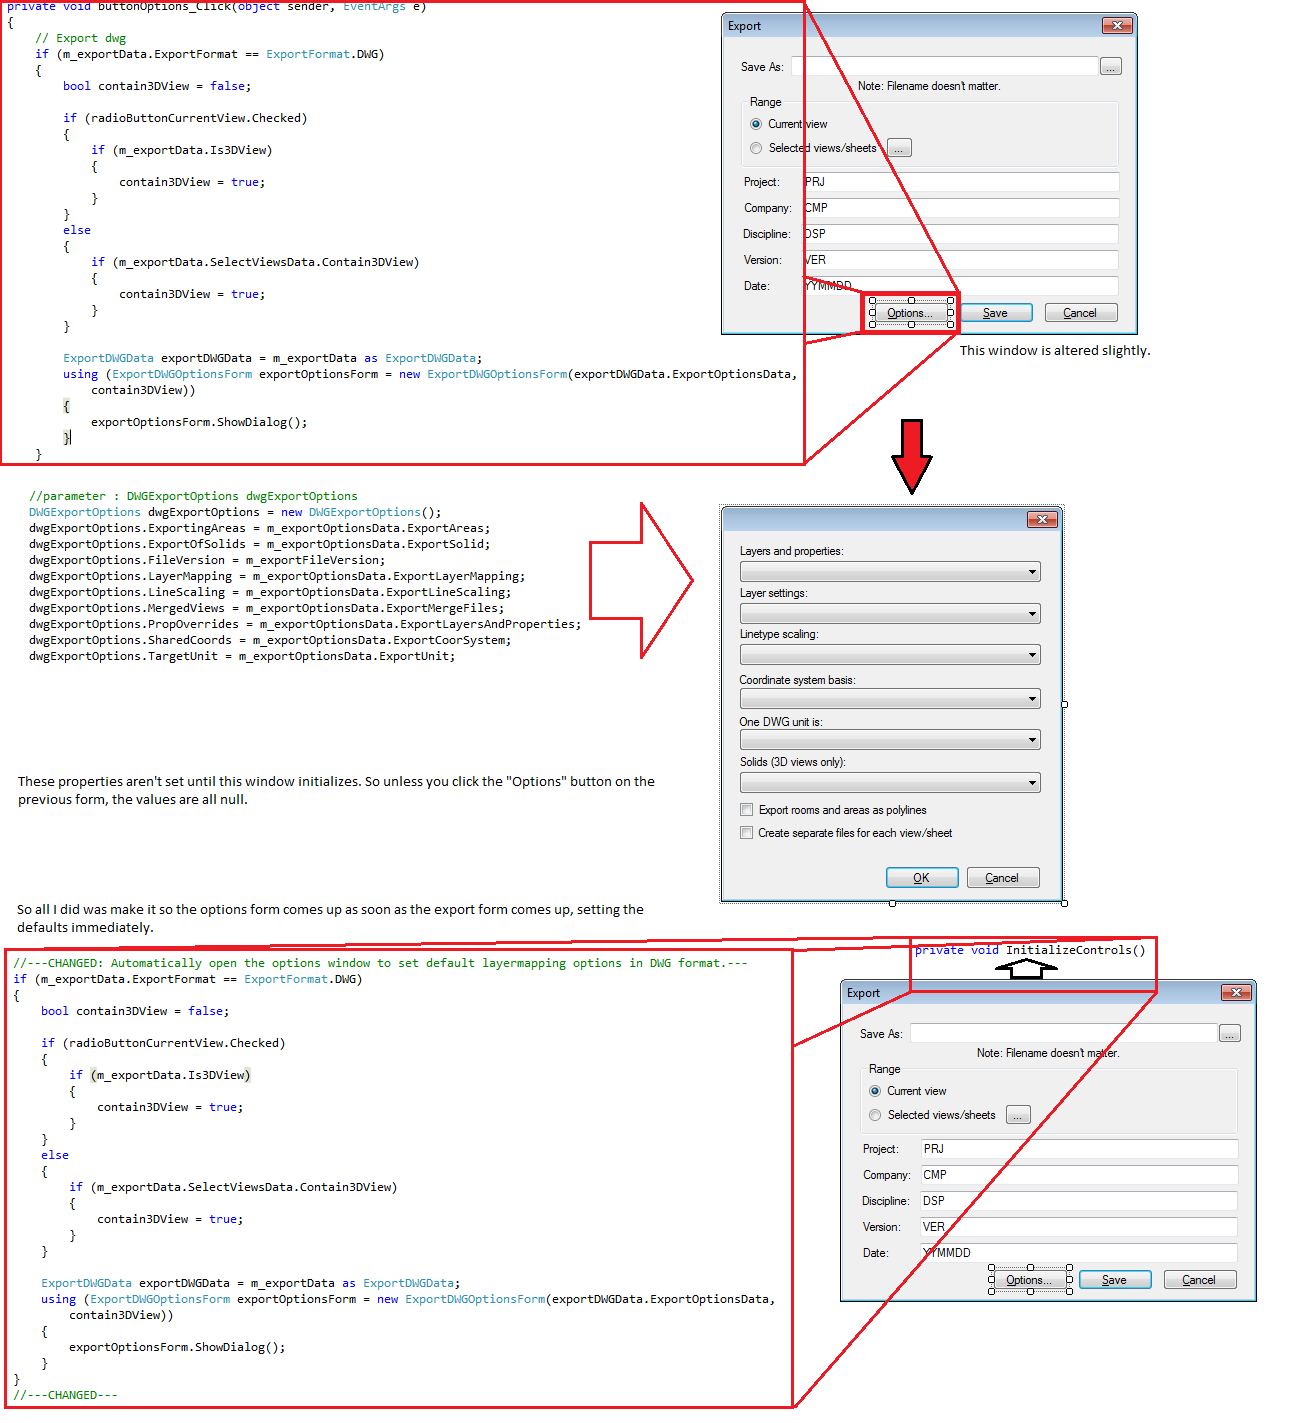 private void buttonOptions_Click(object sender, EventArgs e)
{
// Export dwg
if (m_exportData.ExportFormat == ExportFormat.DWG)
{
bool contain3DView = false;
if (radioButtonCurrentView.Checked)
{
if (m_exportData.Is3DView)
{
contain3DView = true;
}
}
else
{
if (m_exportData.SelectViewsData.Contain3DView)
{
contain3DView = true;
}
}
ExportDWGData exportDWGData = m_exportData as ExportDWGData;
using (ExportDWGOptionsForm exportOptionsForm = new ExportDWGOptionsForm(exportDWGData.ExportOptionsData,
contain3DView))
{
exportOptionsForm.ShowDialog();
}
}
Export
Save As:
...
Note: Filename doesn't matter.
Range
Current view
Selected views/sheets
...
Project: PRJ
Company: CMP
Discipline: DSP
Version: VER
Date: YYMMDD
Options... Save Cancel
This window is altered slightly.
//parameter : DWGExportOptions dwgExportOptions
DWGExportOptions dwgExportOptions = new DWGExportOptions();
dwgExportOptions.ExportingAreas = m_exportOptionsData.ExportAreas;
dwgExportOptions.ExportOfSolids = m_exportOptionsData.ExportSolid;
dwgExportOptions.FileVersion = m_exportFileVersion;
dwgExportOptions.LayerMapping = m_exportOptionsData.ExportLayerMapping;
dwgExportOptions.LineScaling = m_exportOptionsData.ExportLineScaling;
dwgExportOptions.MergedViews = m_exportOptionsData.ExportMergeFiles;
dwgExportOptions.PropOverrides = m_exportOptionsData.ExportLayersAndProperties;
dwgExportOptions.SharedCoords = m_exportOptionsData.ExportCoorSystem;
dwgExportOptions.TargetUnit = m_exportOptionsData.ExportUnit;
Layers and properties:
Layer settings:
Linetype scaling:
Coordinate system basis:
One DWG unit is:
Solids (3D views only):
Export rooms and areas as polylines
Create separate files for each view/sheet
OK Cancel
These properties aren't set until this window initializes. So unless you click the "Options" button on the
previous form, the values are all null.
So all I did was make it so the options form comes up as soon as the export form comes up, setting the
defaults immediately.
//---CHANGED: Automatically open the options window to set default layermapping options in DWG format.---
if (m_exportData.ExportFormat == ExportFormat.DWG)
{
bool contain3DView = false;
if (radioButtonCurrentView.Checked)
{
if (m_exportData.Is3DView)
{
contain3DView = true;
}
}
else
{
if (m_exportData.SelectViewsData.Contain3DView)
{
contain3DView = true;
}
}
ExportDWGData exportDWGData = m_exportData as ExportDWGData;
using (ExportDWGOptionsForm exportOptionsForm = new ExportDWGOptionsForm(exportDWGData.ExportOptionsData,
contain3DView))
{
exportOptionsForm.ShowDialog();
}
}
//---CHANGED---
private void InitializeControls()
Export
Save As:
...
Note: Filename doesn't matter.
Range
Current view
Selected views/sheets
...
Project: PRJ
Company: CMP
Discipline: DSP
Version: VER
Date: YYMMDD
Options... Save Cancel